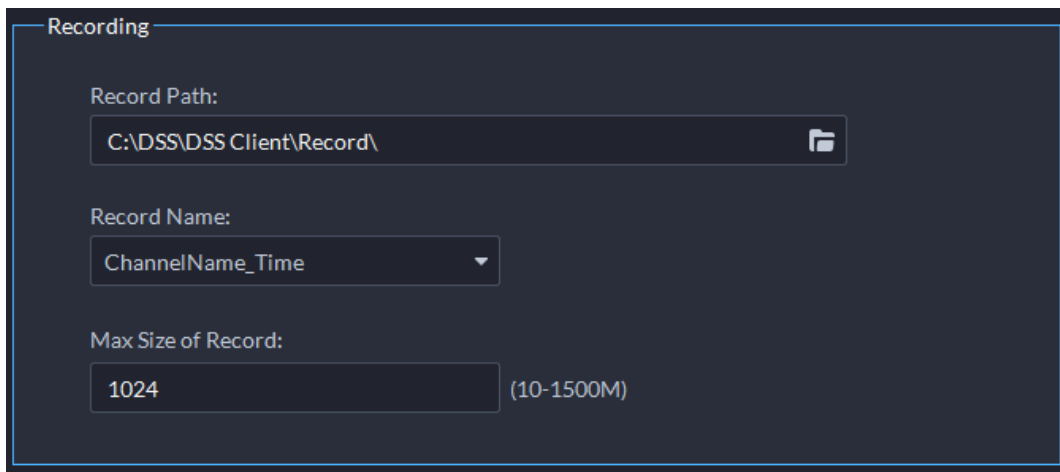 Recording
Record Path:
C:\DSS\DSS Client\Record\
Record Name:
ChannelName_Time
Max Size of Record:
1024 (10-1500M)